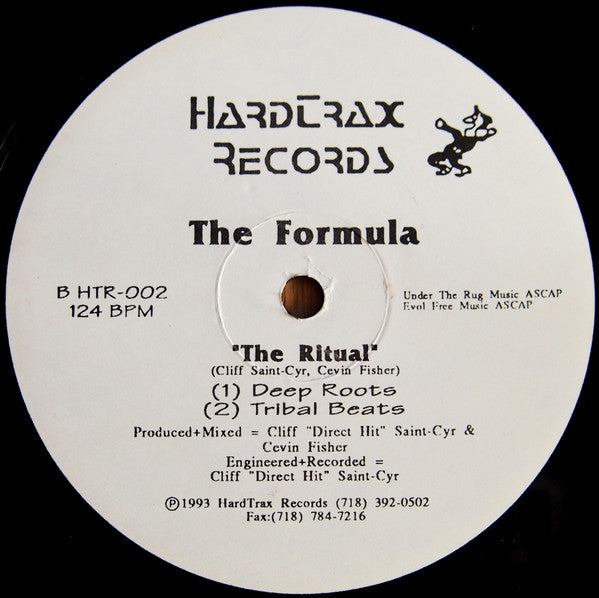 HardTrax
Records
The Formula
B HTR-002
124 BPM
Under The Rug Music ASCAP
Evol Free Music ASCAP
"The Ritual"
(Cliff Saint-Cyr, Cevin Fisher)
(1) Deep Roots
(2) Tribal Beats
Produced+Mixed = Cliff "Direct Hit" Saint-Cyr &
Cevin Fisher
Engineered+Recorded =
Cliff "Direct Hit" Saint-Cyr
Ⓟ1993 HardTrax Records (718) 392-0502
Fax:(718) 784-7216